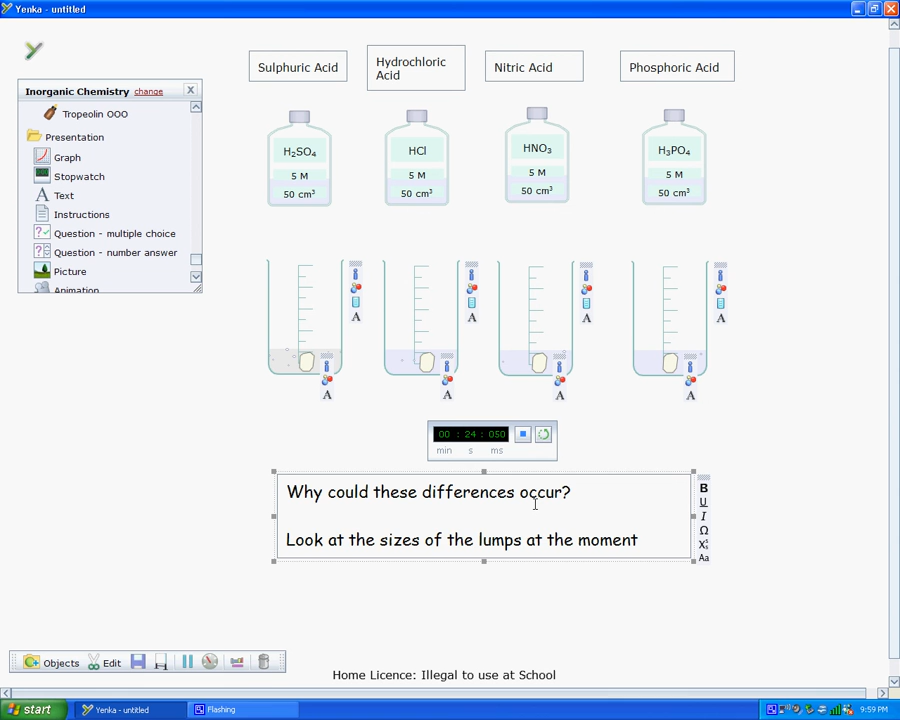 Yenka - untitled
Inorganic Chemistry change X
Tropeolin OOO
Presentation
Graph
Stopwatch
A Text
Instructions
Question - multiple choice
Question - number answer
Picture
Animation
Sulphuric Acid
Hydrochloric
Acid
Nitric Acid
Phosphoric Acid
H₂SO₄
5 M
50 cm³
HCl
5 M
50 cm³
HNO₃
5 M
50 cm³
H₃PO₄
5 M
50 cm³
A
A
A
A
A
A
A
A
00 : 24 : 050
min s ms
Why could these differences occur?
Look at the sizes of the lumps at the moment
B
U
I
Ω
Aa
Objects Edit
Home Licence: Illegal to use at School
start Yenka - untitled Flashing 9:59 PM